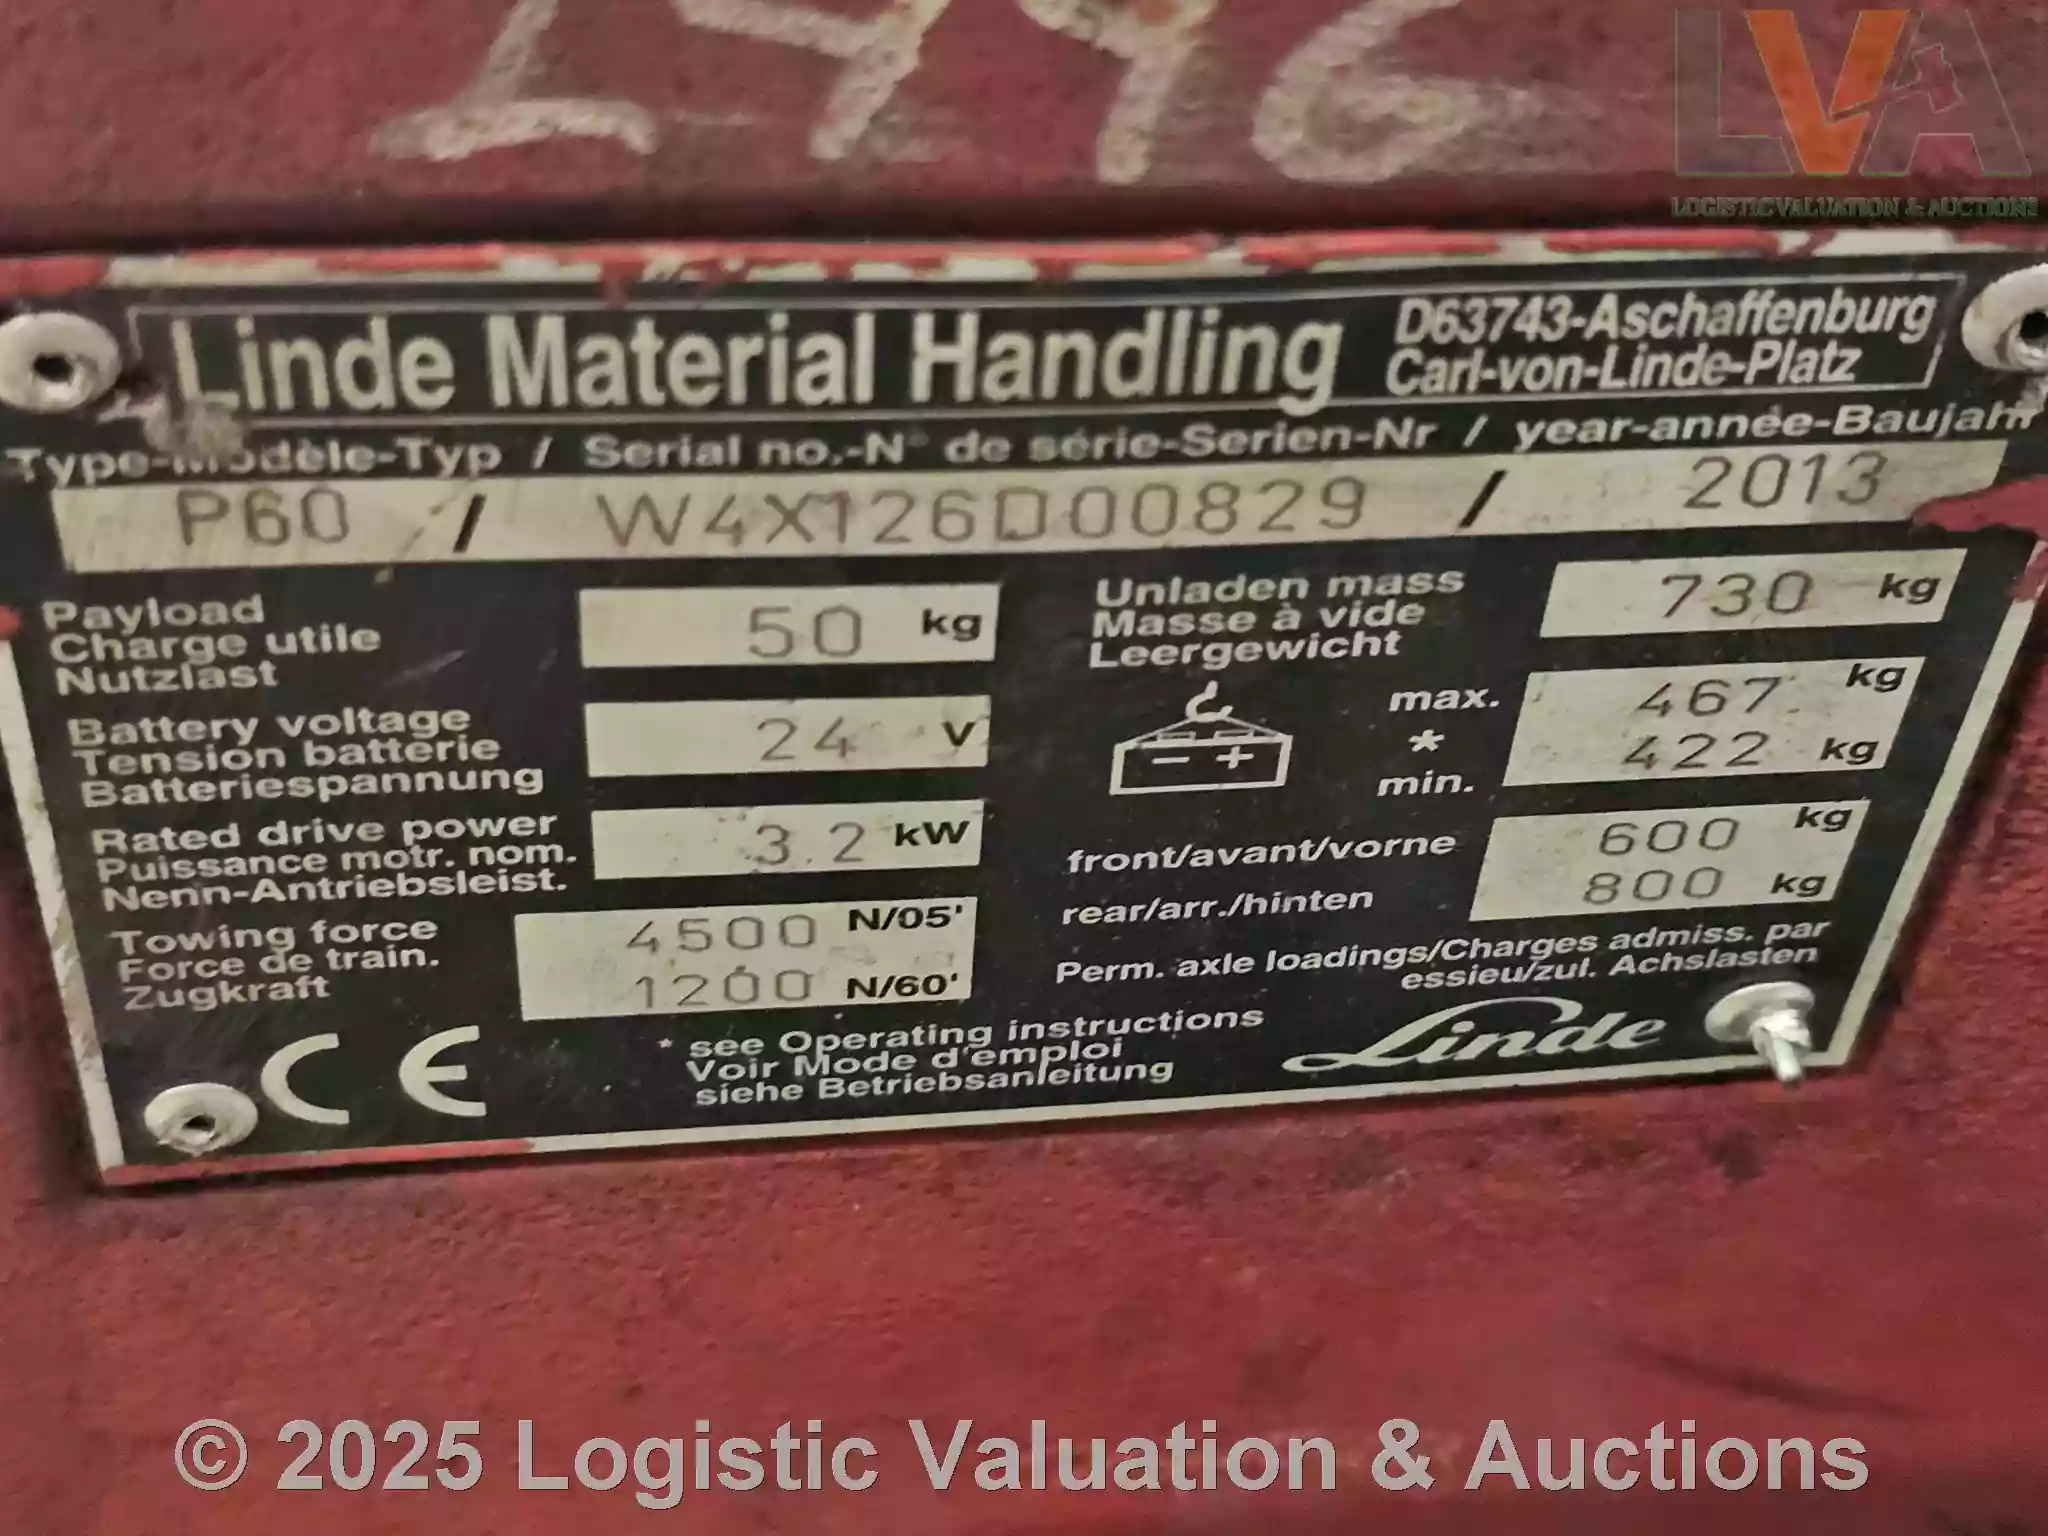 LVA
LOGISTIC VALUATION & AUCTIONS
Linde Material Handling
D63743-Aschaffenburg
Carl-von-Linde-Platz
Type-Modèle-Typ / Serial no.-N° de série-Serien-Nr / year-année-Baujahr
P60 / W4X126D00829 / 2013
Payload
Charge utile
Nutzlast
50 kg
Battery voltage
Tension batterie
Batteriespannung
24 V
Rated drive power
Puissance motr. nom.
Nenn-Antriebsleist.
3.2 kW
Towing force
Force de train.
Zugkraft
4500 N/05'
1200 N/60'
Unladen mass
Masse à vide
Leergewicht
730 kg
- +
max. 467 kg
*
min. 422 kg
front/avant/vorne 600 kg
rear/arr./hinten 800 kg
Perm. axle loadings/Charges admiss. par
essieu/zul. Achslasten
CE
* see Operating instructions
Voir Mode d'emploi
siehe Betriebsanleitung
Linde
© 2025 Logistic Valuation & Auctions